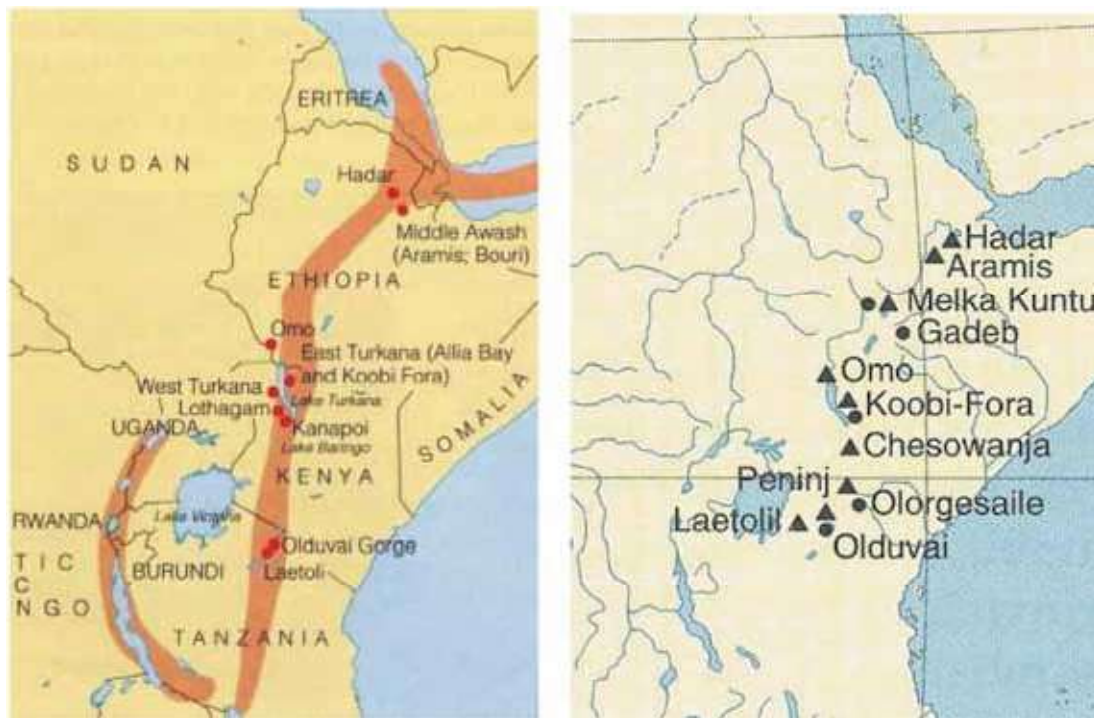 ERITREA
SUDAN
Hadar
Middle Awash
(Aramis; Bouri)
ETHIOPIA
Omo
East Turkana (Allia Bay
and Koobi Fora)
West Turkana
Lake Turkana
Lothagam
Kanapoi
UGANDA
Lake Baringo
SOMALIA
KENYA
Lake Victoria
RWANDA
Olduvai Gorge
TIC
BURUNDI
Laetoli
C
NGO
TANZANIA
Hadar
Aramis
Melka Kuntu
Gadeb
Omo
Koobi-Fora
Chesowanja
Peninj
Olorgesaile
Laetolil
Olduvai